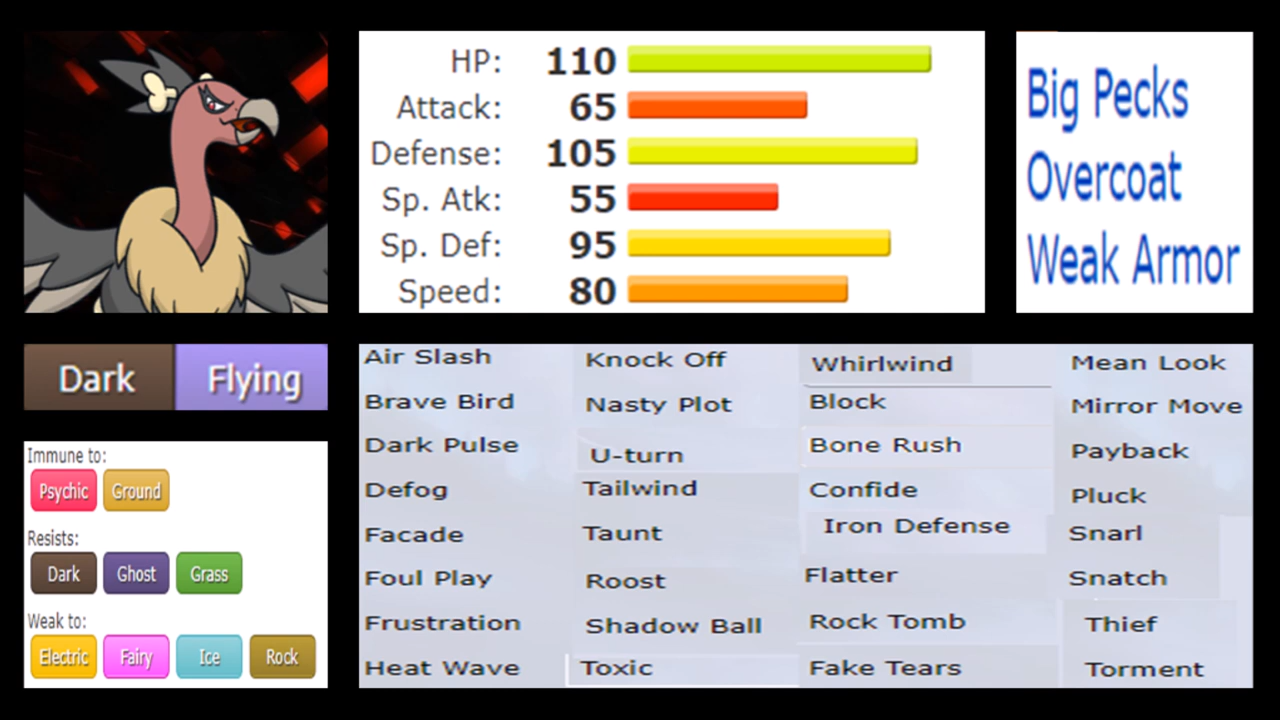 HP: 110
Attack: 65
Defense: 105
Sp. Atk: 55
Sp. Def: 95
Speed: 80
Big Pecks
Overcoat
Weak Armor
Dark Flying
Immune to:
Psychic Ground
Resists:
Dark Ghost Grass
Weak to:
Electric Fairy Ice Rock
Air Slash Knock Off Whirlwind Mean Look
Brave Bird Nasty Plot Block Mirror Move
Dark Pulse U-turn Bone Rush Payback
Defog Tailwind Confide Pluck
Facade Taunt Iron Defense Snarl
Foul Play Roost Flatter Snatch
Frustration Shadow Ball Rock Tomb Thief
Heat Wave Toxic Fake Tears Torment